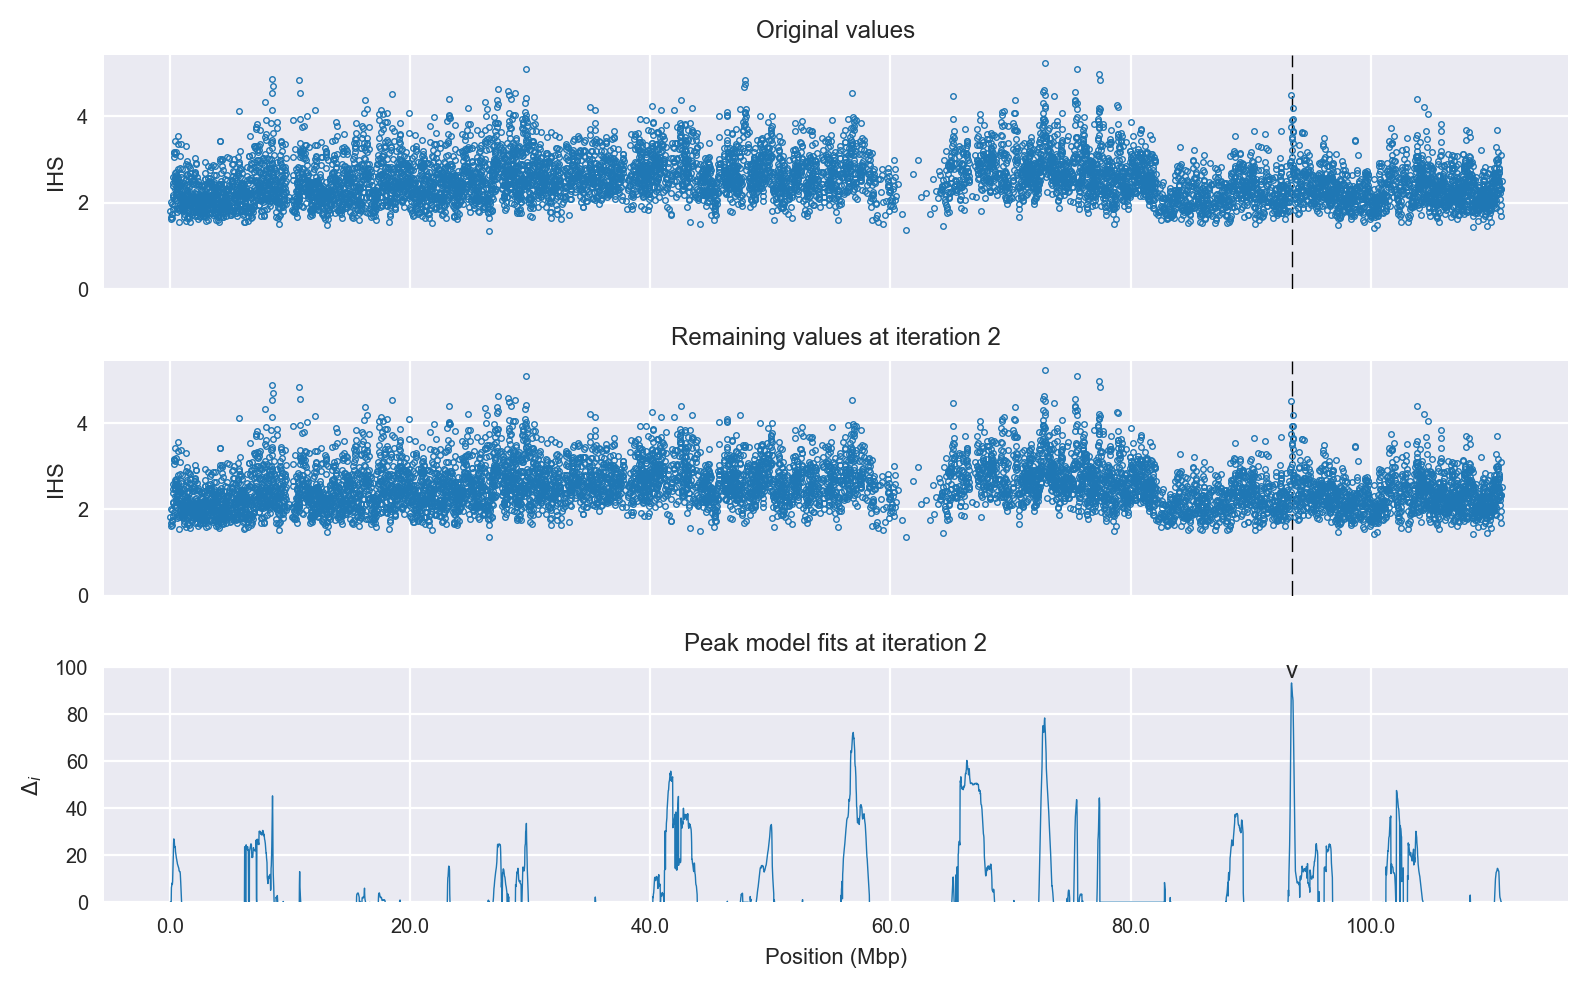 Original values
4
2
0
IHS
Remaining values at iteration 2
4
2
0
IHS
Peak model fits at iteration 2
v
100
80
60
40
20
0
Δi
0.0 20.0 40.0 60.0 80.0 100.0
Position (Mbp)